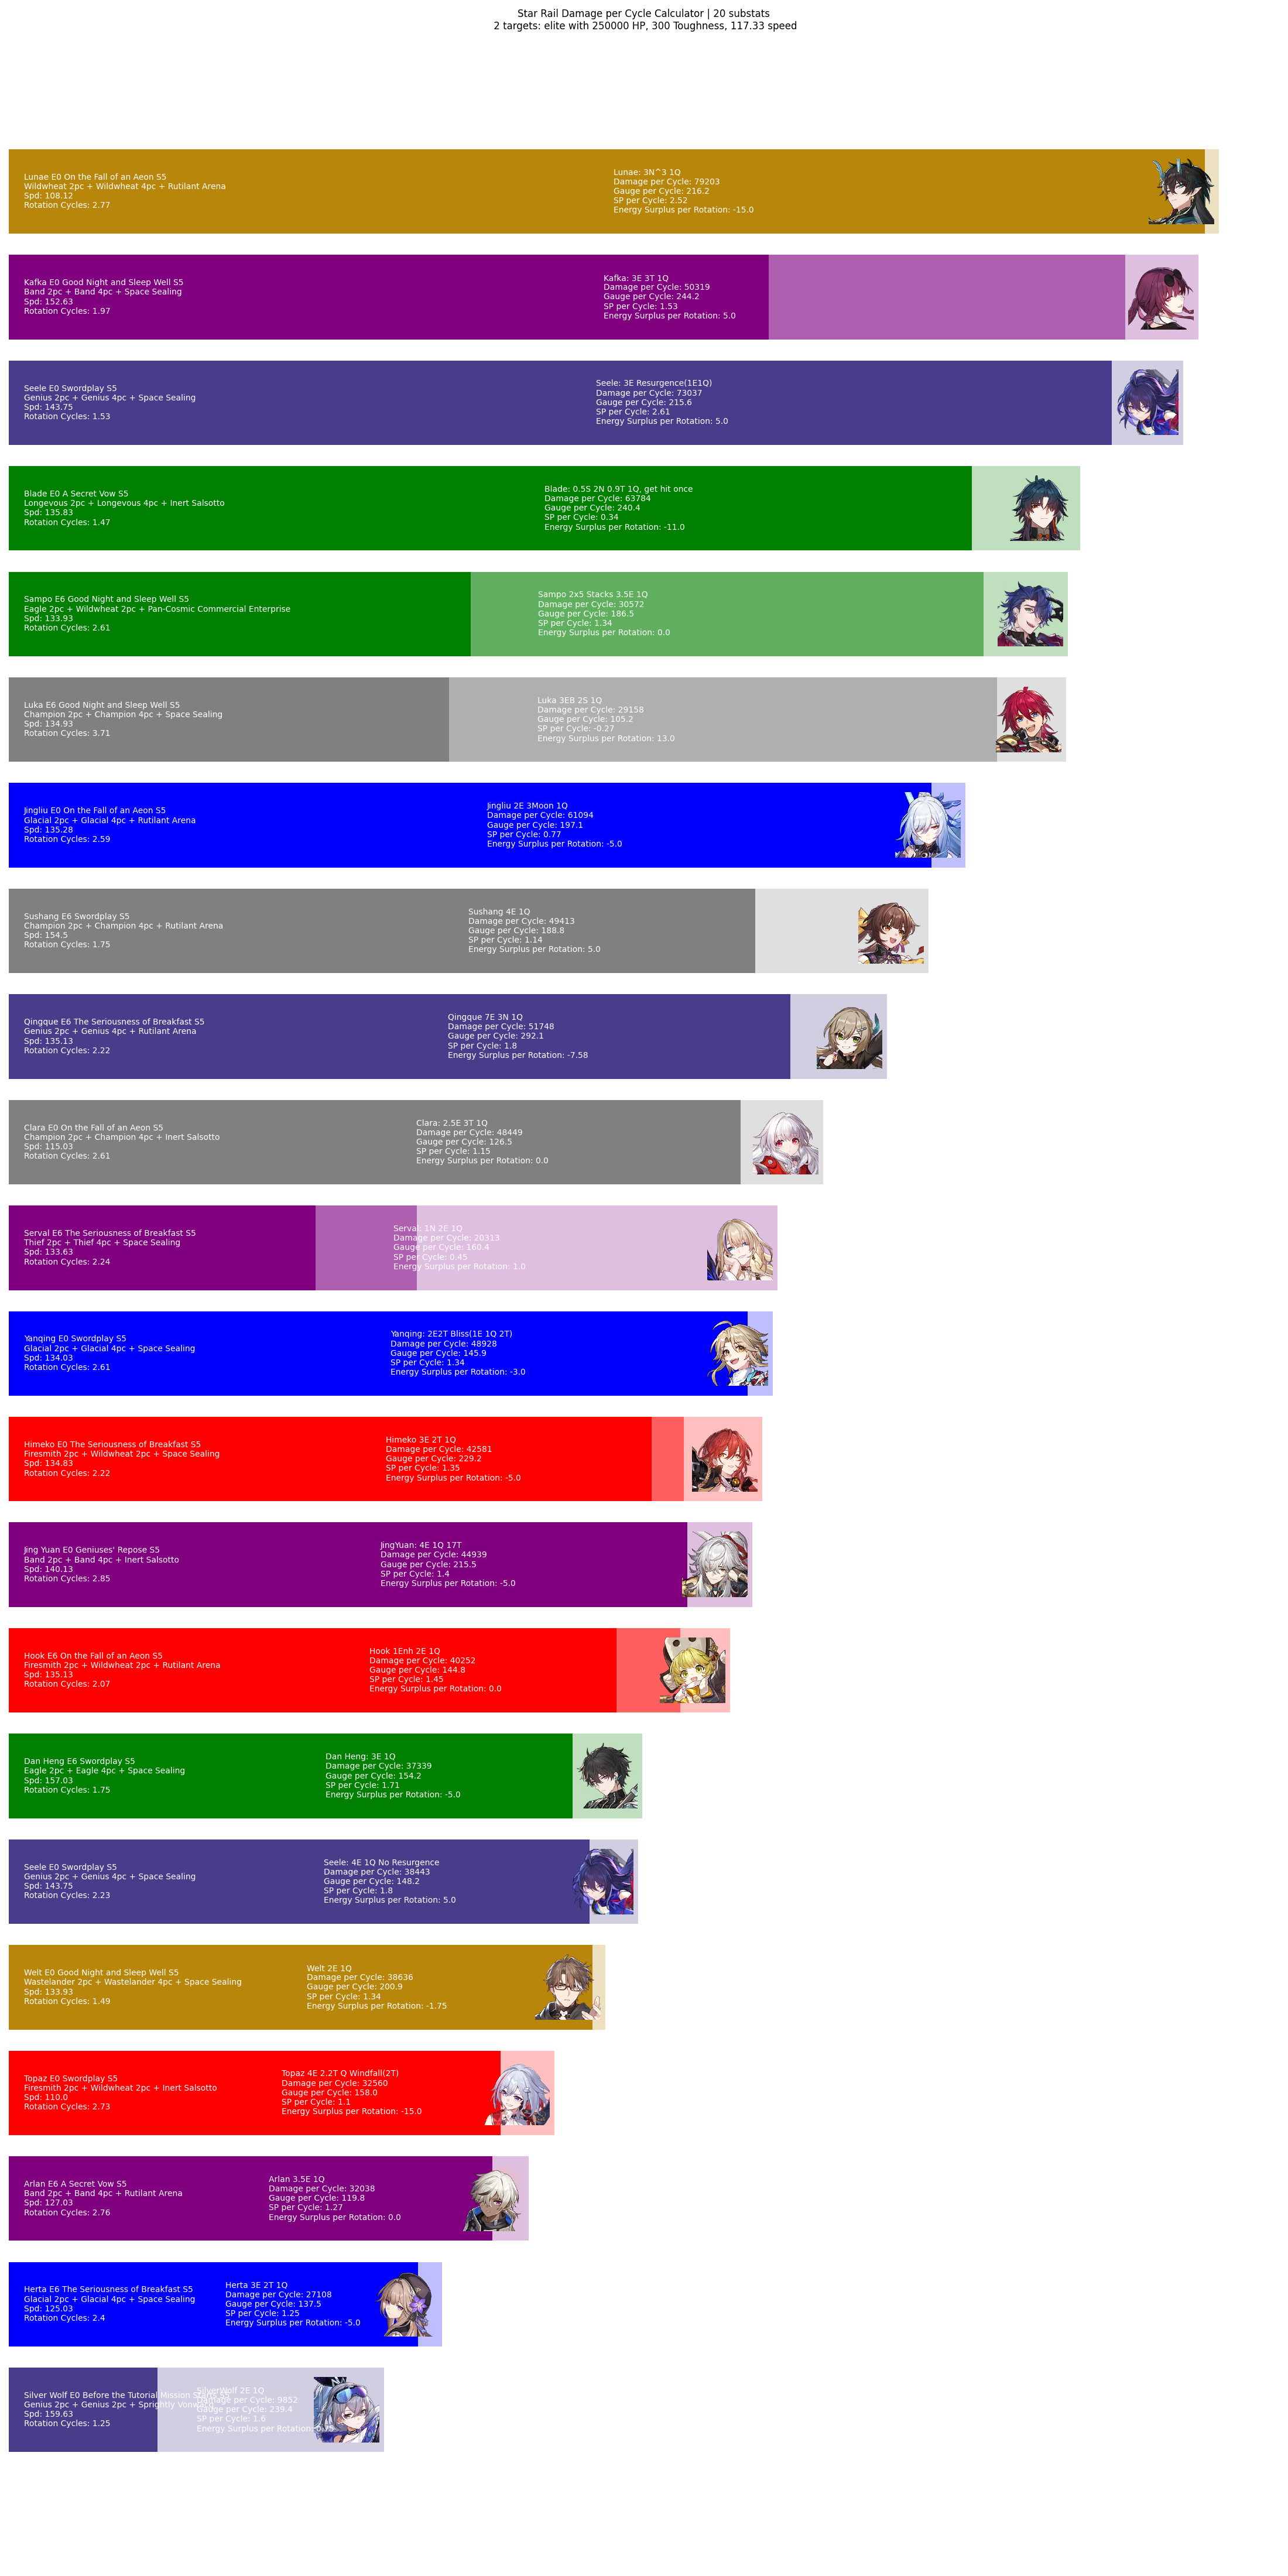 Star Rail Damage per Cycle Calculator | 20 substats
2 targets: elite with 250000 HP, 300 Toughness, 117.33 speed
Lunae E0 On the Fall of an Aeon S5
Wildwheat 2pc + Wildwheat 4pc + Rutilant Arena
Spd: 108.12
Rotation Cycles: 2.77
Lunae: 3N^3 1Q
Damage per Cycle: 79203
Gauge per Cycle: 216.2
SP per Cycle: 2.52
Energy Surplus per Rotation: -15.0
Kafka E0 Good Night and Sleep Well S5
Band 2pc + Band 4pc + Space Sealing
Spd: 152.63
Rotation Cycles: 1.97
Kafka: 3E 3T 1Q
Damage per Cycle: 50319
Gauge per Cycle: 244.2
SP per Cycle: 1.53
Energy Surplus per Rotation: 5.0
Seele E0 Swordplay S5
Genius 2pc + Genius 4pc + Space Sealing
Spd: 143.75
Rotation Cycles: 1.53
Seele: 3E Resurgence(1E1Q)
Damage per Cycle: 73037
Gauge per Cycle: 215.6
SP per Cycle: 2.61
Energy Surplus per Rotation: 5.0
Blade E0 A Secret Vow S5
Longevous 2pc + Longevous 4pc + Inert Salsotto
Spd: 135.83
Rotation Cycles: 1.47
Blade: 0.5S 2N 0.9T 1Q, get hit once
Damage per Cycle: 63784
Gauge per Cycle: 240.4
SP per Cycle: 0.34
Energy Surplus per Rotation: -11.0
Sampo E6 Good Night and Sleep Well S5
Eagle 2pc + Wildwheat 2pc + Pan-Cosmic Commercial Enterprise
Spd: 133.93
Rotation Cycles: 2.61
Sampo 2x5 Stacks 3.5E 1Q
Damage per Cycle: 30572
Gauge per Cycle: 186.5
SP per Cycle: 1.34
Energy Surplus per Rotation: 0.0
Luka E6 Good Night and Sleep Well S5
Champion 2pc + Champion 4pc + Space Sealing
Spd: 134.93
Rotation Cycles: 3.71
Luka 3EB 2S 1Q
Damage per Cycle: 29158
Gauge per Cycle: 105.2
SP per Cycle: -0.27
Energy Surplus per Rotation: 13.0
Jingliu E0 On the Fall of an Aeon S5
Glacial 2pc + Glacial 4pc + Rutilant Arena
Spd: 135.28
Rotation Cycles: 2.59
Jingliu 2E 3Moon 1Q
Damage per Cycle: 61094
Gauge per Cycle: 197.1
SP per Cycle: 0.77
Energy Surplus per Rotation: -5.0
Sushang E6 Swordplay S5
Champion 2pc + Champion 4pc + Rutilant Arena
Spd: 154.5
Rotation Cycles: 1.75
Sushang 4E 1Q
Damage per Cycle: 49413
Gauge per Cycle: 188.8
SP per Cycle: 1.14
Energy Surplus per Rotation: 5.0
Qingque E6 The Seriousness of Breakfast S5
Genius 2pc + Genius 4pc + Rutilant Arena
Spd: 135.13
Rotation Cycles: 2.22
Qingque 7E 3N 1Q
Damage per Cycle: 51748
Gauge per Cycle: 292.1
SP per Cycle: 1.8
Energy Surplus per Rotation: -7.58
Clara E0 On the Fall of an Aeon S5
Champion 2pc + Champion 4pc + Inert Salsotto
Spd: 115.03
Rotation Cycles: 2.61
Clara: 2.5E 3T 1Q
Damage per Cycle: 48449
Gauge per Cycle: 126.5
SP per Cycle: 1.15
Energy Surplus per Rotation: 0.0
Serval E6 The Seriousness of Breakfast S5
Thief 2pc + Thief 4pc + Space Sealing
Spd: 133.63
Rotation Cycles: 2.24
Serval: 1N 2E 1Q
Damage per Cycle: 20313
Gauge per Cycle: 160.4
SP per Cycle: 0.45
Energy Surplus per Rotation: 1.0
Yanqing E0 Swordplay S5
Glacial 2pc + Glacial 4pc + Space Sealing
Spd: 134.03
Rotation Cycles: 2.61
Yanqing: 2E2T Bliss(1E 1Q 2T)
Damage per Cycle: 48928
Gauge per Cycle: 145.9
SP per Cycle: 1.34
Energy Surplus per Rotation: -3.0
Himeko E0 The Seriousness of Breakfast S5
Firesmith 2pc + Wildwheat 2pc + Space Sealing
Spd: 134.83
Rotation Cycles: 2.22
Himeko 3E 2T 1Q
Damage per Cycle: 42581
Gauge per Cycle: 229.2
SP per Cycle: 1.35
Energy Surplus per Rotation: -5.0
Jing Yuan E0 Geniuses' Repose S5
Band 2pc + Band 4pc + Inert Salsotto
Spd: 140.13
Rotation Cycles: 2.85
JingYuan: 4E 1Q 17T
Damage per Cycle: 44939
Gauge per Cycle: 215.5
SP per Cycle: 1.4
Energy Surplus per Rotation: -5.0
Hook E6 On the Fall of an Aeon S5
Firesmith 2pc + Wildwheat 2pc + Rutilant Arena
Spd: 135.13
Rotation Cycles: 2.07
Hook 1Enh 2E 1Q
Damage per Cycle: 40252
Gauge per Cycle: 144.8
SP per Cycle: 1.45
Energy Surplus per Rotation: 0.0
Dan Heng E6 Swordplay S5
Eagle 2pc + Eagle 4pc + Space Sealing
Spd: 157.03
Rotation Cycles: 1.75
Dan Heng: 3E 1Q
Damage per Cycle: 37339
Gauge per Cycle: 154.2
SP per Cycle: 1.71
Energy Surplus per Rotation: -5.0
Seele E0 Swordplay S5
Genius 2pc + Genius 4pc + Space Sealing
Spd: 143.75
Rotation Cycles: 2.23
Seele: 4E 1Q No Resurgence
Damage per Cycle: 38443
Gauge per Cycle: 148.2
SP per Cycle: 1.8
Energy Surplus per Rotation: 5.0
Welt E0 Good Night and Sleep Well S5
Wastelander 2pc + Wastelander 4pc + Space Sealing
Spd: 133.93
Rotation Cycles: 1.49
Welt 2E 1Q
Damage per Cycle: 38636
Gauge per Cycle: 200.9
SP per Cycle: 1.34
Energy Surplus per Rotation: -1.75
Topaz E0 Swordplay S5
Firesmith 2pc + Wildwheat 2pc + Inert Salsotto
Spd: 110.0
Rotation Cycles: 2.73
Topaz 4E 2.2T Q Windfall(2T)
Damage per Cycle: 32560
Gauge per Cycle: 158.0
SP per Cycle: 1.1
Energy Surplus per Rotation: -15.0
Arlan E6 A Secret Vow S5
Band 2pc + Band 4pc + Rutilant Arena
Spd: 127.03
Rotation Cycles: 2.76
Arlan 3.5E 1Q
Damage per Cycle: 32038
Gauge per Cycle: 119.8
SP per Cycle: 1.27
Energy Surplus per Rotation: 0.0
Herta E6 The Seriousness of Breakfast S5
Glacial 2pc + Glacial 4pc + Space Sealing
Spd: 125.03
Rotation Cycles: 2.4
Herta 3E 2T 1Q
Damage per Cycle: 27108
Gauge per Cycle: 137.5
SP per Cycle: 1.25
Energy Surplus per Rotation: -5.0
Silver Wolf E0 Before the Tutorial Mission
Genius 2pc + Genius 2pc + Sprightly Vonwacq
Spd: 159.63
Rotation Cycles: 1.25
SilverWolf 2E 1Q
Damage per Cycle: 9852
Gauge per Cycle: 239.4
SP per Cycle: 1.6
Energy Surplus per Rotation: